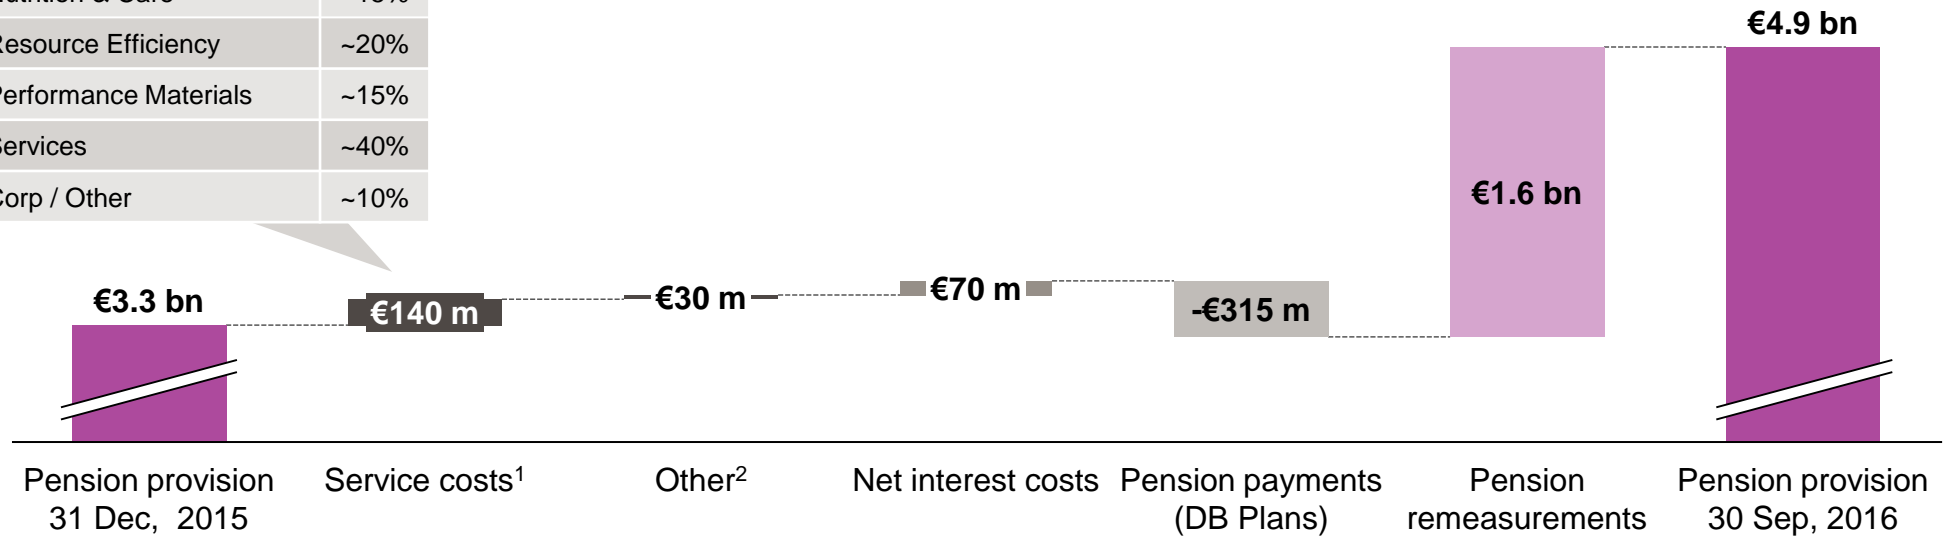 Resource Efficiency ~20%
Performance Materials ~15%
Services ~40%
Corp / Other ~10%
€4.9 bn
€1.6 bn
€3.3 bn
€140 m
€30 m
€70 m
-€315 m
Pension provision
31 Dec, 2015
Service costs1
Other2
Net interest costs
Pension payments
(DB Plans)
Pension
remeasurements
Pension provision
30 Sep, 2016